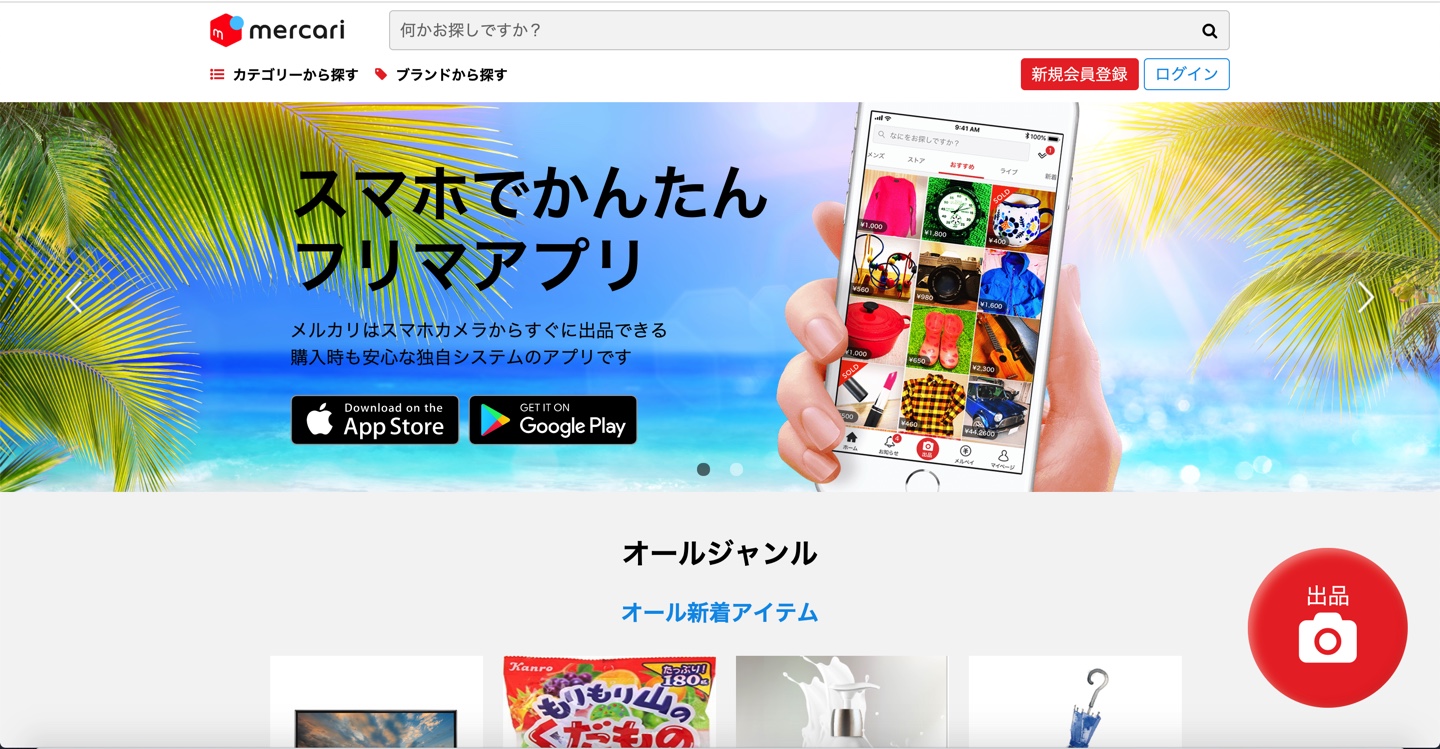 mercari
何かお探しですか？
カテゴリーから探す
ブランドから探す
新規会員登録
ログイン
スマホでかんたん
フリマアプリ
メルカリはスマホカメラからすぐに出品できる
購入時も安心な独自システムのアプリです
Download on the
App Store
GET IT ON
Google Play
9:41 AM
100%
なにをお探しですか？
メンズ
ストア
おすすめ
ライブ
新着
¥1,000
¥1,800
SOLD
¥400
¥560
¥980
¥1,600
¥1,000
¥650
¥2,300
SOLD
500
¥460
ホーム
お知らせ
4
出品
メルペイ
マイページ
オールジャンル
オール新着アイテム
出品
Kanro
たっぷり!
180g
もりもり山の
くだもの